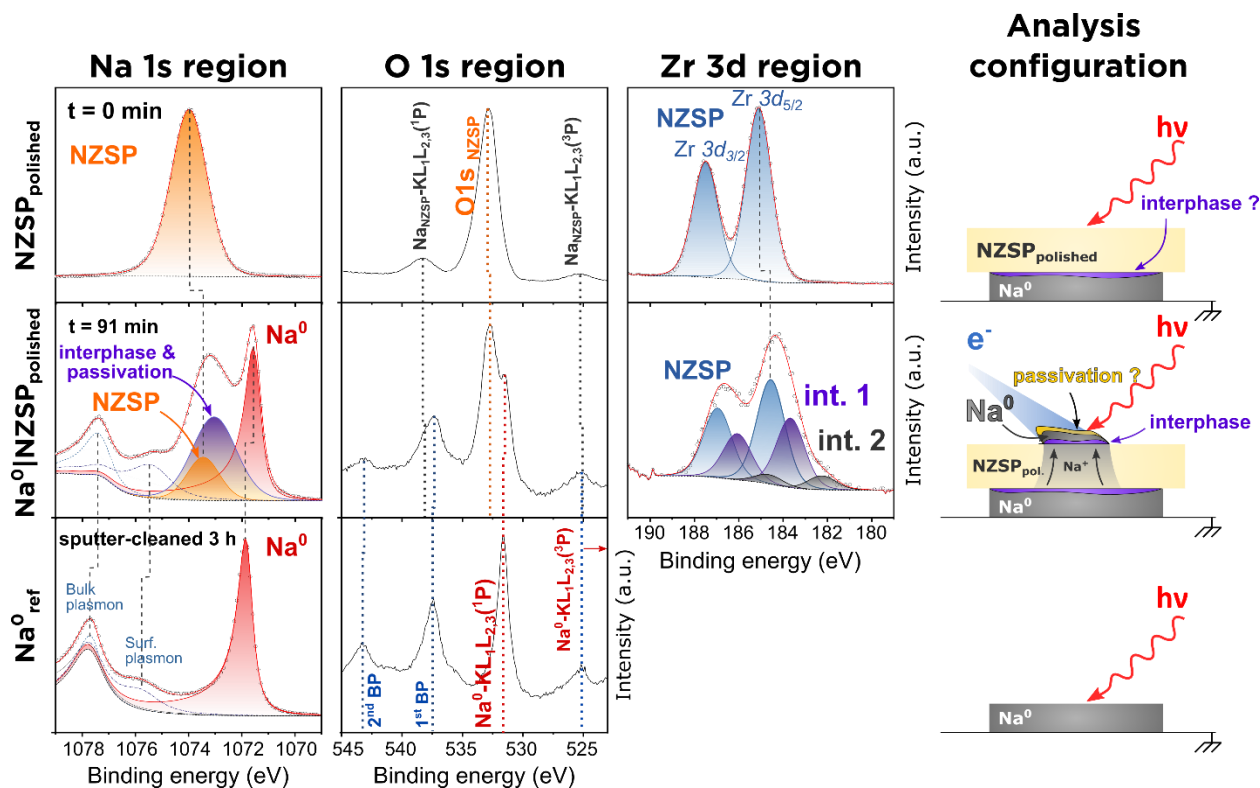 Analysis
configuration
Na 1s region
O 1s region
Zr 3d region
NZSPpolished
t = 0 min
NZSP
NaNZSP-KL1L2,3(1P)
O1s NZSP
NaNZSP-KL1L2,3(3P)
Zr 3d5/2
NZSP
Zr 3d3/2
Intensity (a.u.)
hν
interphase ?
NZSPpolished
Na0
Na0|NZSPpolished
t = 91 min
Na0
interphase &
passivation
NZSP
NZSP
int. 1
int. 2
Intensity (a.u.)
e-
hν
passivation ?
Na0
interphase
NZSPpol.
Na+
Na0
190 188 186 184 182 180
Binding energy (eV)
Na0ref
sputter-cleaned 3 h
Na0
Bulk
plasmon
Surf.
plasmon
2nd BP
1st BP
Na0-KL1L2,3(1P)
Na0-KL1L2,3(3P)
Intensity (a.u.)
hν
Na0
1078 1076 1074 1072 1070
Binding energy (eV)
545 540 535 530 525
Binding energy (eV)